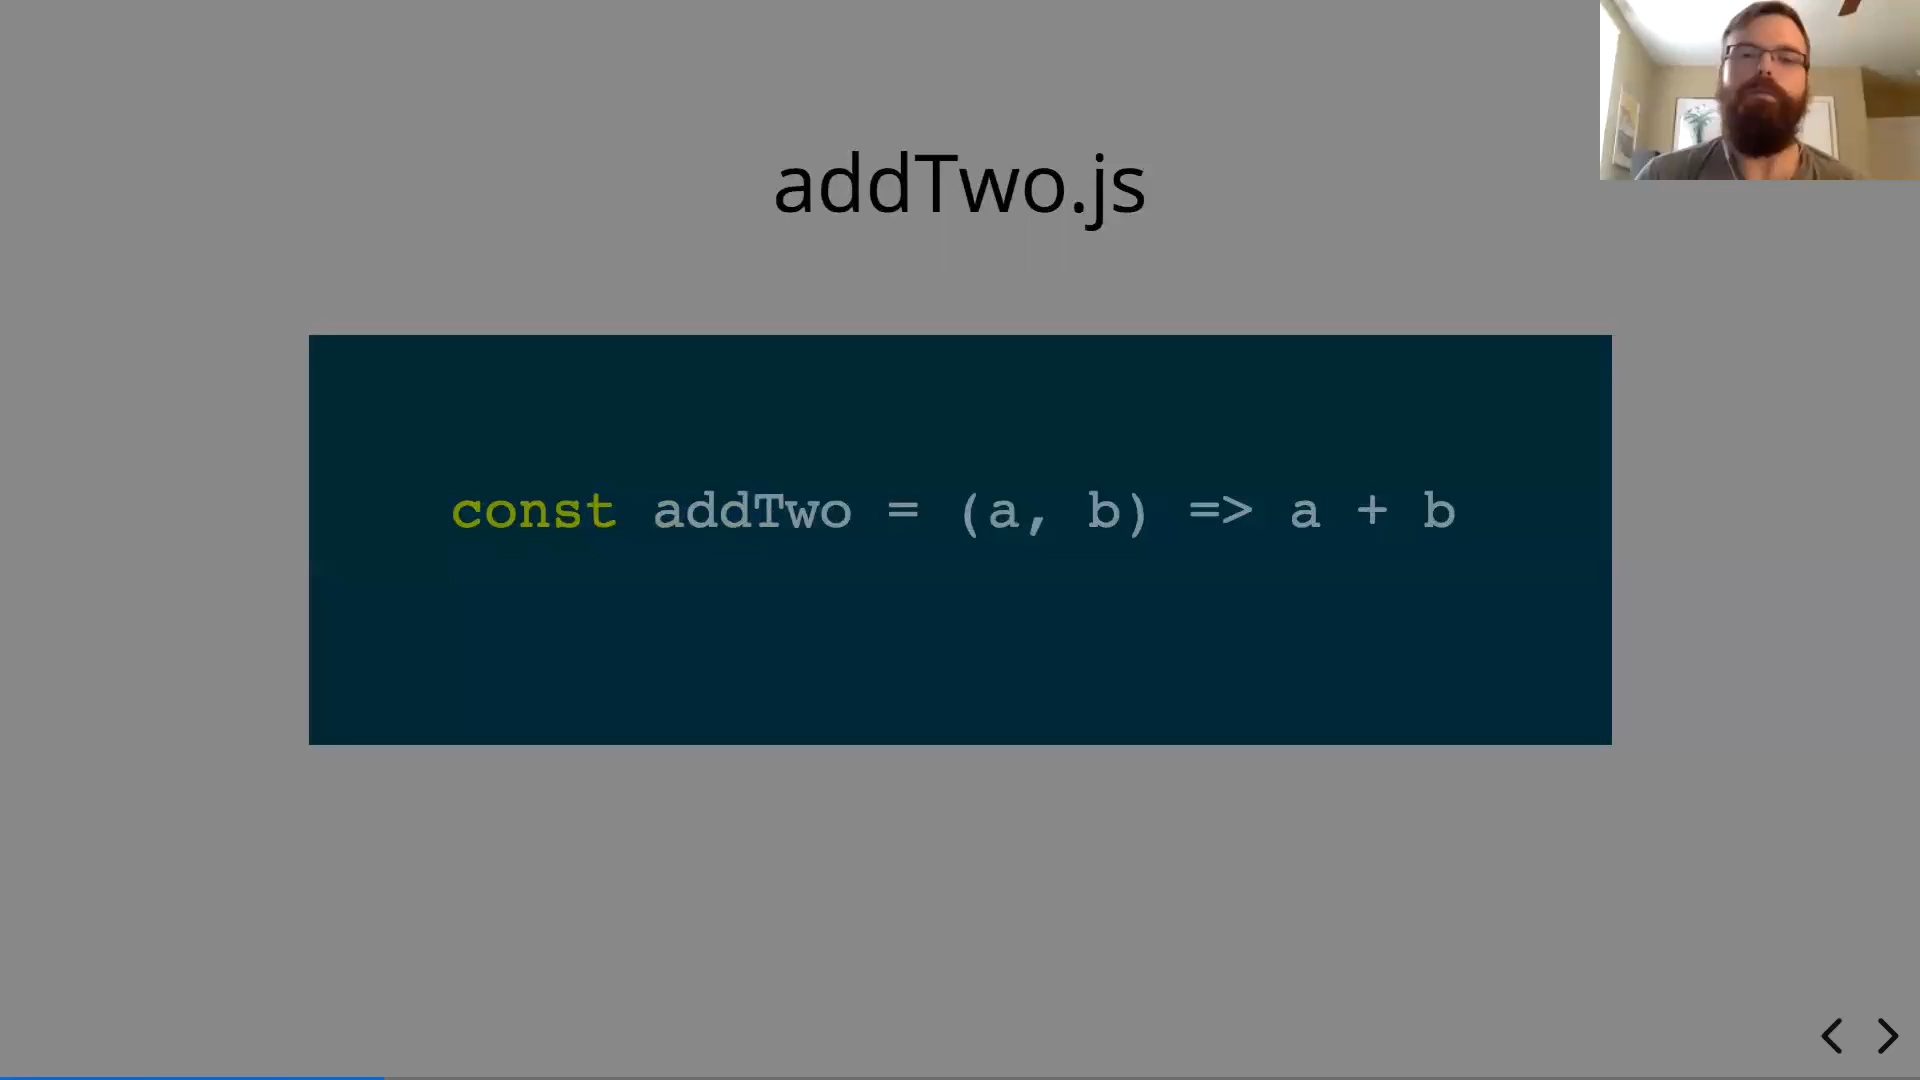 addTwo.js
const addTwo = (a, b) => a + b